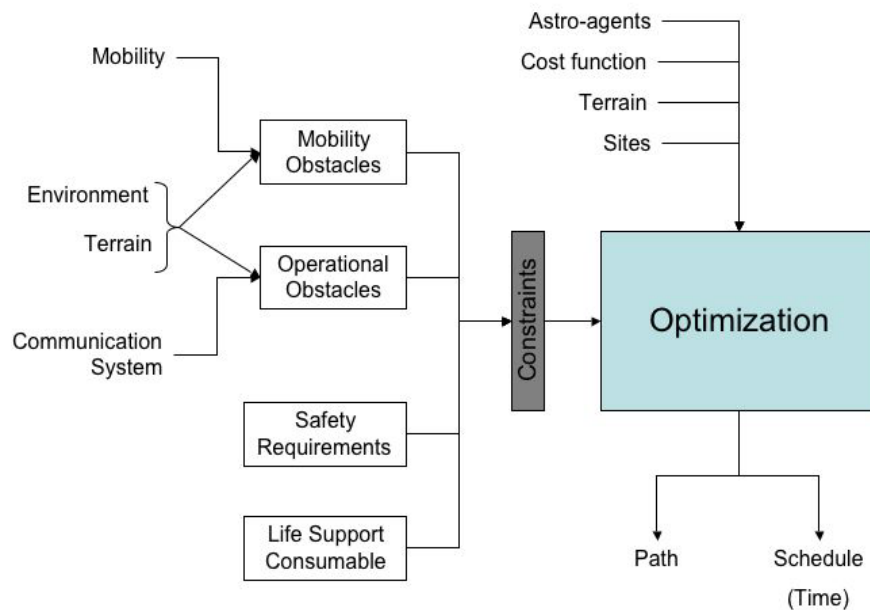 Astro-agents
Cost function
Terrain
Sites
Mobility
Mobility
Obstacles
Environment
Terrain
Operational
Obstacles
Communication
System
Safety
Requirements
Life Support
Consumable
Constraints
Optimization
Path
Schedule
(Time)